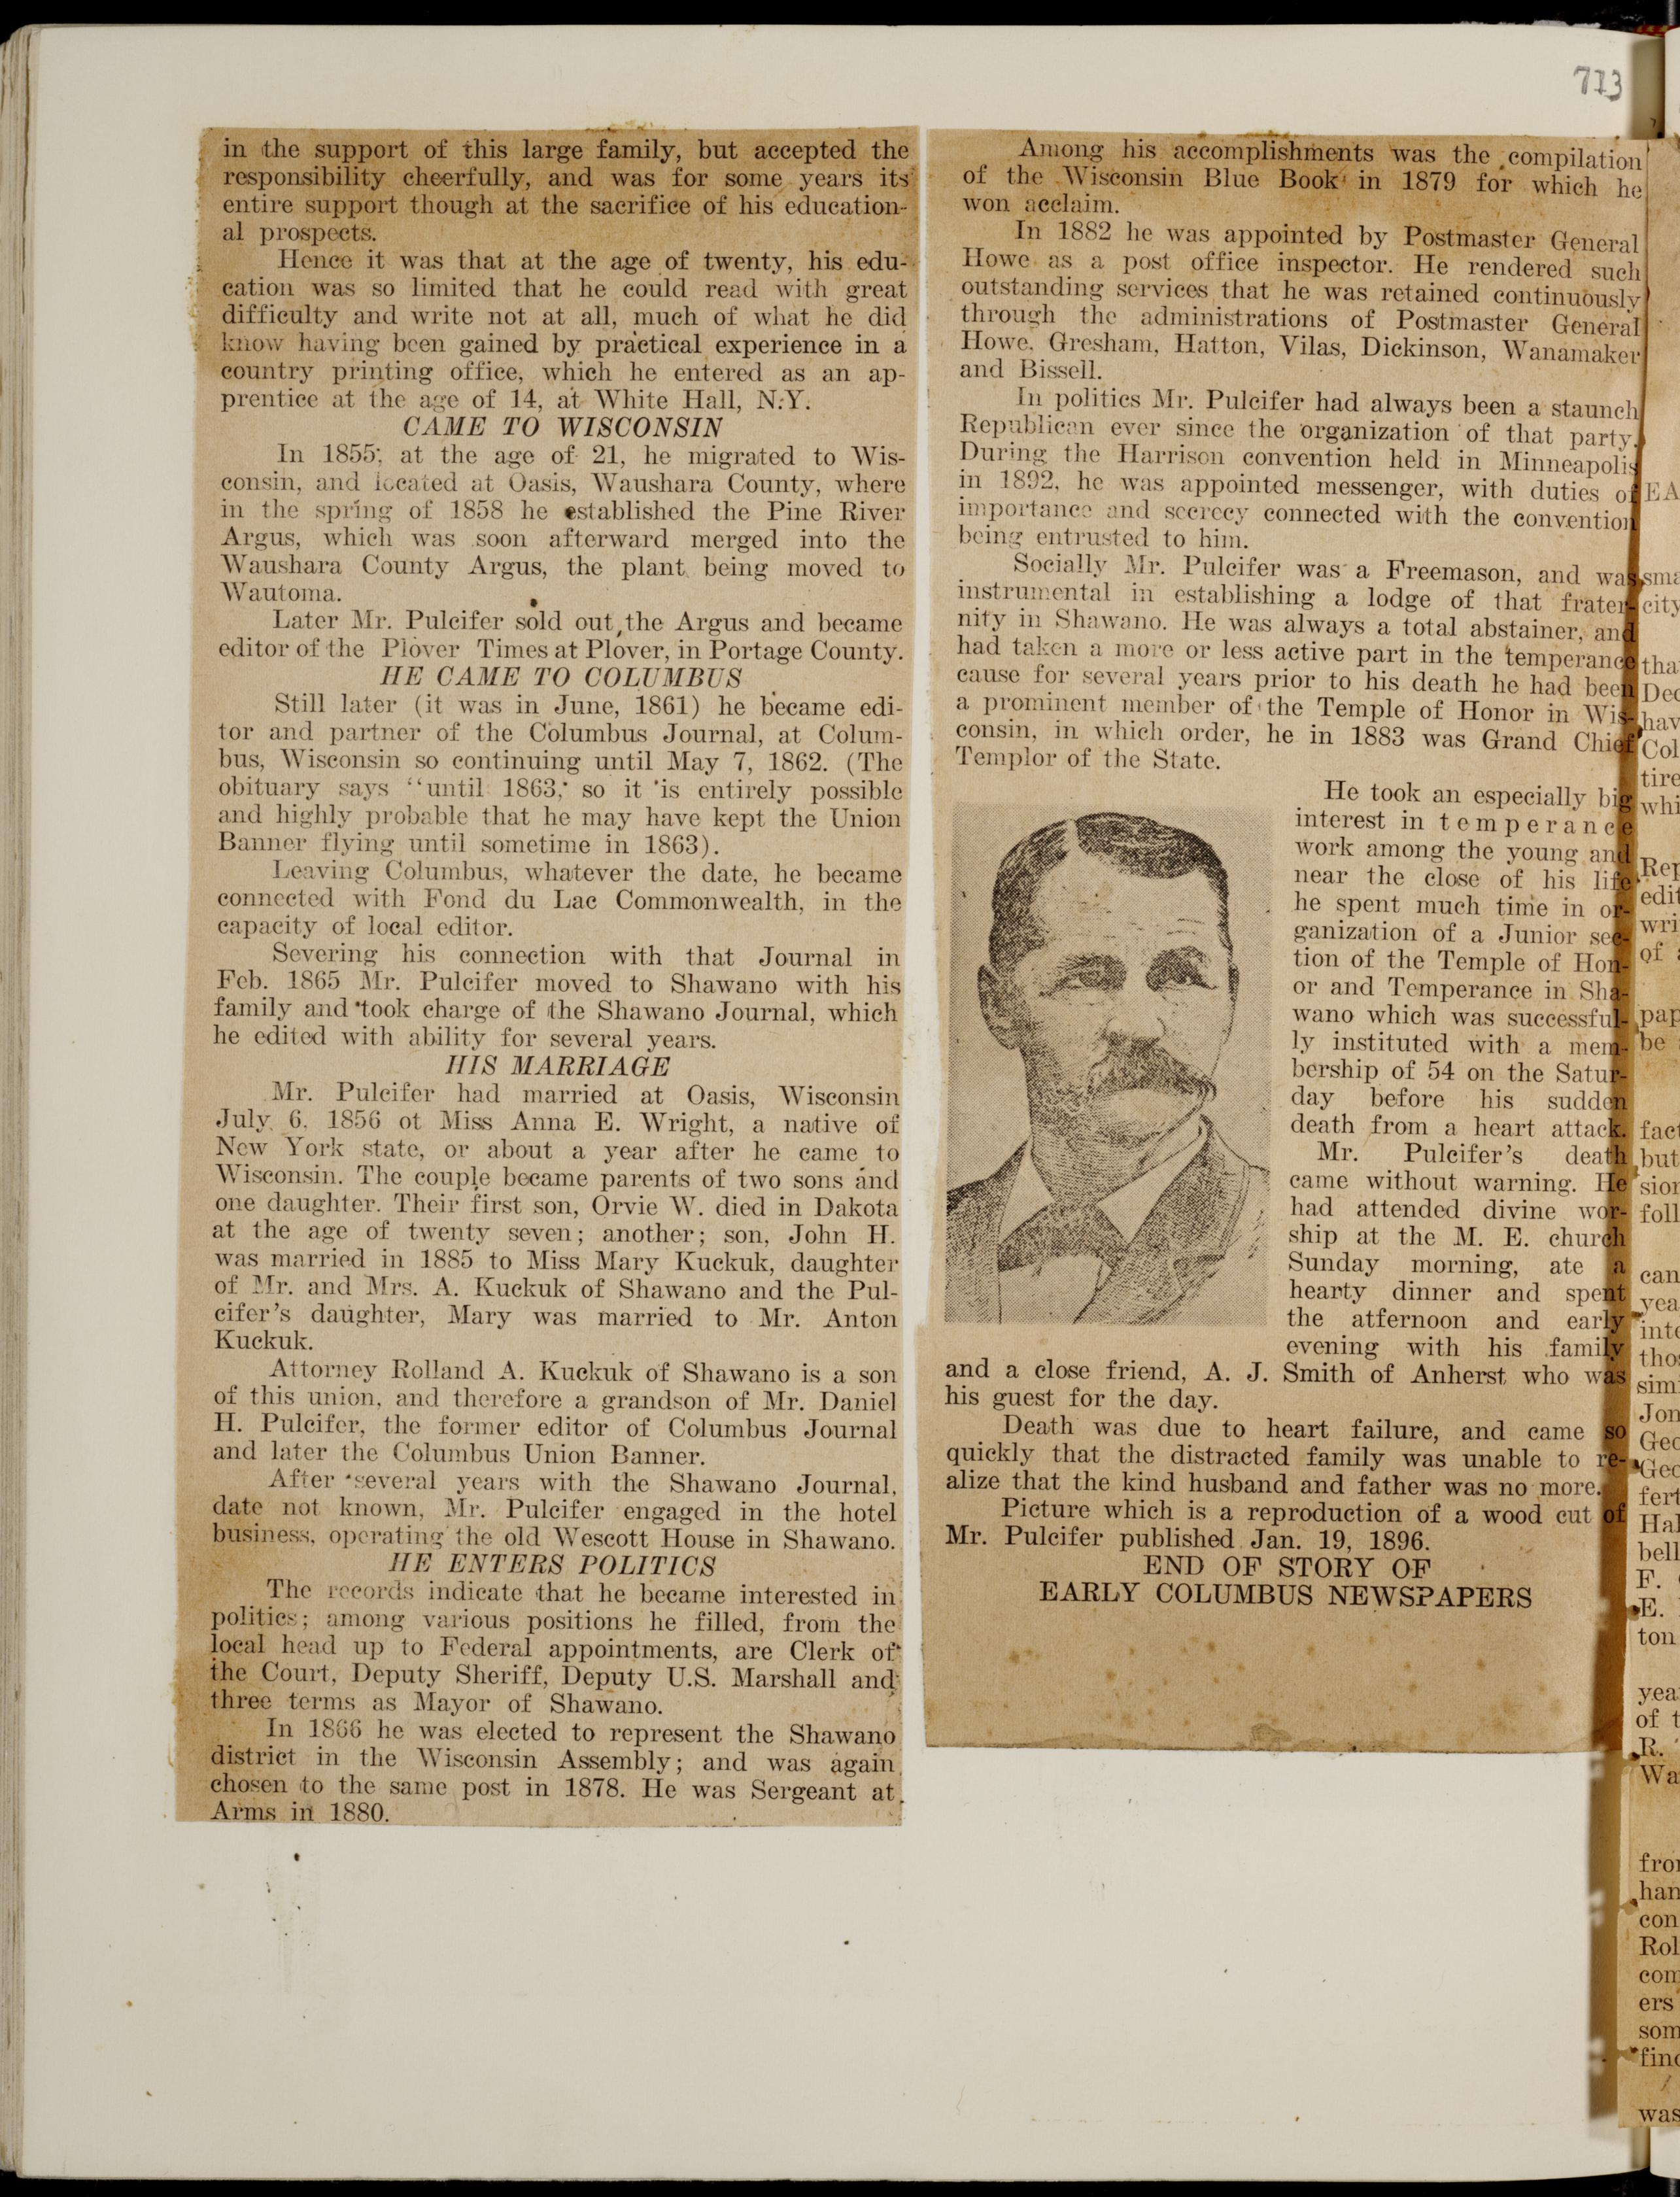 713
in the support of this large family, but accepted the
responsibility cheerfully, and was for some years its
entire support though at the sacrifice of his education-
al prospects.
Hence it was that at the age of twenty, his edu-
cation was so limited that he could read with great
difficulty and write not at all, much of what he did
know having been gained by practical experience in a
country printing office, which he entered as an ap-
prentice at the age of 14, at White Hall, N.Y.
CAME TO WISCONSIN
In 1855, at the age of 21, he migrated to Wis-
consin, and located at Oasis, Waushara County, where
in the spring of 1858 he established the Pine River
Argus, which was soon afterward merged into the
Waushara County Argus, the plant being moved to
Wautoma.
Later Mr. Pulcifer sold out the Argus and became
editor of the Plover Times at Plover, in Portage County.
HE CAME TO COLUMBUS
Still later (it was in June, 1861) he became edi-
tor and partner of the Columbus Journal, at Colum-
bus, Wisconsin so continuing until May 7, 1862. (The
obituary says "until 1863," so it is entirely possible
and highly probable that he may have kept the Union
Banner flying until sometime in 1863).
Leaving Columbus, whatever the date, he became
connected with Fond du Lac Commonwealth, in the
capacity of local editor.
Severing his connection with that Journal in
Feb. 1865 Mr. Pulcifer moved to Shawano with his
family and took charge of the Shawano Journal, which
he edited with ability for several years.
HIS MARRIAGE
Mr. Pulcifer had married at Oasis, Wisconsin
July 6, 1856 ot Miss Anna E. Wright, a native of
New York state, or about a year after he came to
Wisconsin. The couple became parents of two sons and
one daughter. Their first son, Orvie W. died in Dakota
at the age of twenty seven; another; son, John H.
was married in 1885 to Miss Mary Kuckuk, daughter
of Mr. and Mrs. A. Kuckuk of Shawano and the Pul-
cifer's daughter, Mary was married to Mr. Anton
Kuckuk.
Attorney Rolland A. Kuckuk of Shawano is a son
of this union, and therefore a grandson of Mr. Daniel
H. Pulcifer, the former editor of Columbus Journal
and later the Columbus Union Banner.
After several years with the Shawano Journal,
date not known, Mr. Pulcifer engaged in the hotel
business, operating the old Wescott House in Shawano.
HE ENTERS POLITICS
The records indicate that he became interested in
politics; among various positions he filled, from the
local head up to Federal appointments, are Clerk of
the Court, Deputy Sheriff, Deputy U.S. Marshall and
three terms as Mayor of Shawano.
In 1866 he was elected to represent the Shawano
district in the Wisconsin Assembly; and was again
chosen to the same post in 1878. He was Sergeant at
Arms in 1880.
Among his accomplishments was the compilation
of the Wisconsin Blue Book in 1879 for which he
won acclaim.
In 1882 he was appointed by Postmaster General
Howe as a post office inspector. He rendered such
outstanding services that he was retained continuously
through the administrations of Postmaster General
Howe, Gresham, Hatton, Vilas, Dickinson, Wanamaker
and Bissell.
In politics Mr. Pulcifer had always been a staunch
Republican ever since the organization of that party.
During the Harrison convention held in Minneapolis
in 1892, he was appointed messenger, with duties of
importance and secrecy connected with the convention
being entrusted to him.
Socially Mr. Pulcifer was a Freemason, and was
instrumental in establishing a lodge of that frater-
nity in Shawano. He was always a total abstainer, and
had taken a more or less active part in the temperance
cause for several years prior to his death he had been
a prominent member of the Temple of Honor in Wis-
consin, in which order, he in 1883 was Grand Chief
Templor of the State.
He took an especially big
interest in temperance
work among the young and
near the close of his life
he spent much time in or-
ganization of a Junior sec-
tion of the Temple of Hon-
or and Temperance in Sha-
wano which was successful-
ly instituted with a mem-
bership of 54 on the Satur-
day before his sudden
death from a heart attack.
Mr. Pulcifer's death
came without warning. He
had attended divine wor-
ship at the M. E. church
Sunday morning, ate a
hearty dinner and spent
the atfernoon and early
evening with his family
and a close friend, A. J. Smith of Anherst who was
his guest for the day.
Death was due to heart failure, and came so
quickly that the distracted family was unable to re-
alize that the kind husband and father was no more.
Picture which is a reproduction of a wood cut of
Mr. Pulcifer published Jan. 19, 1896.
END OF STORY OF
EARLY COLUMBUS NEWSPAPERS